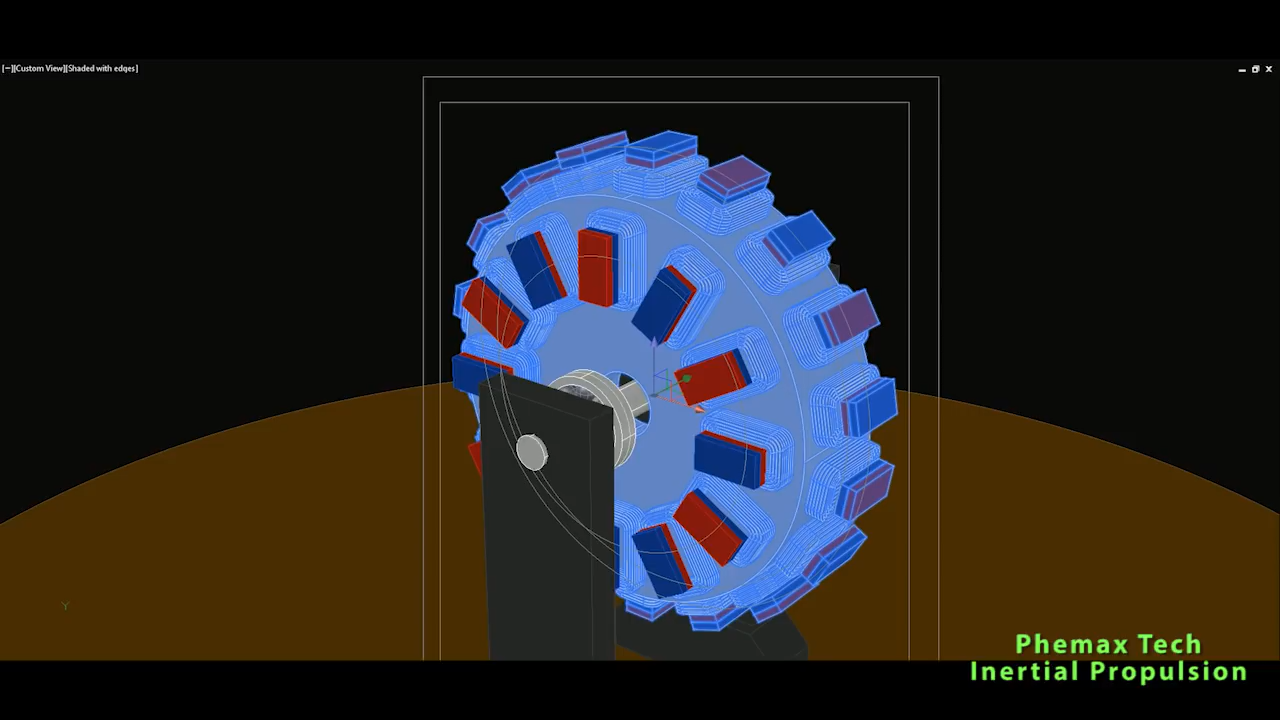 [−][Custom View][Shaded with edges]
Y
Phemax Tech
Inertial Propulsion